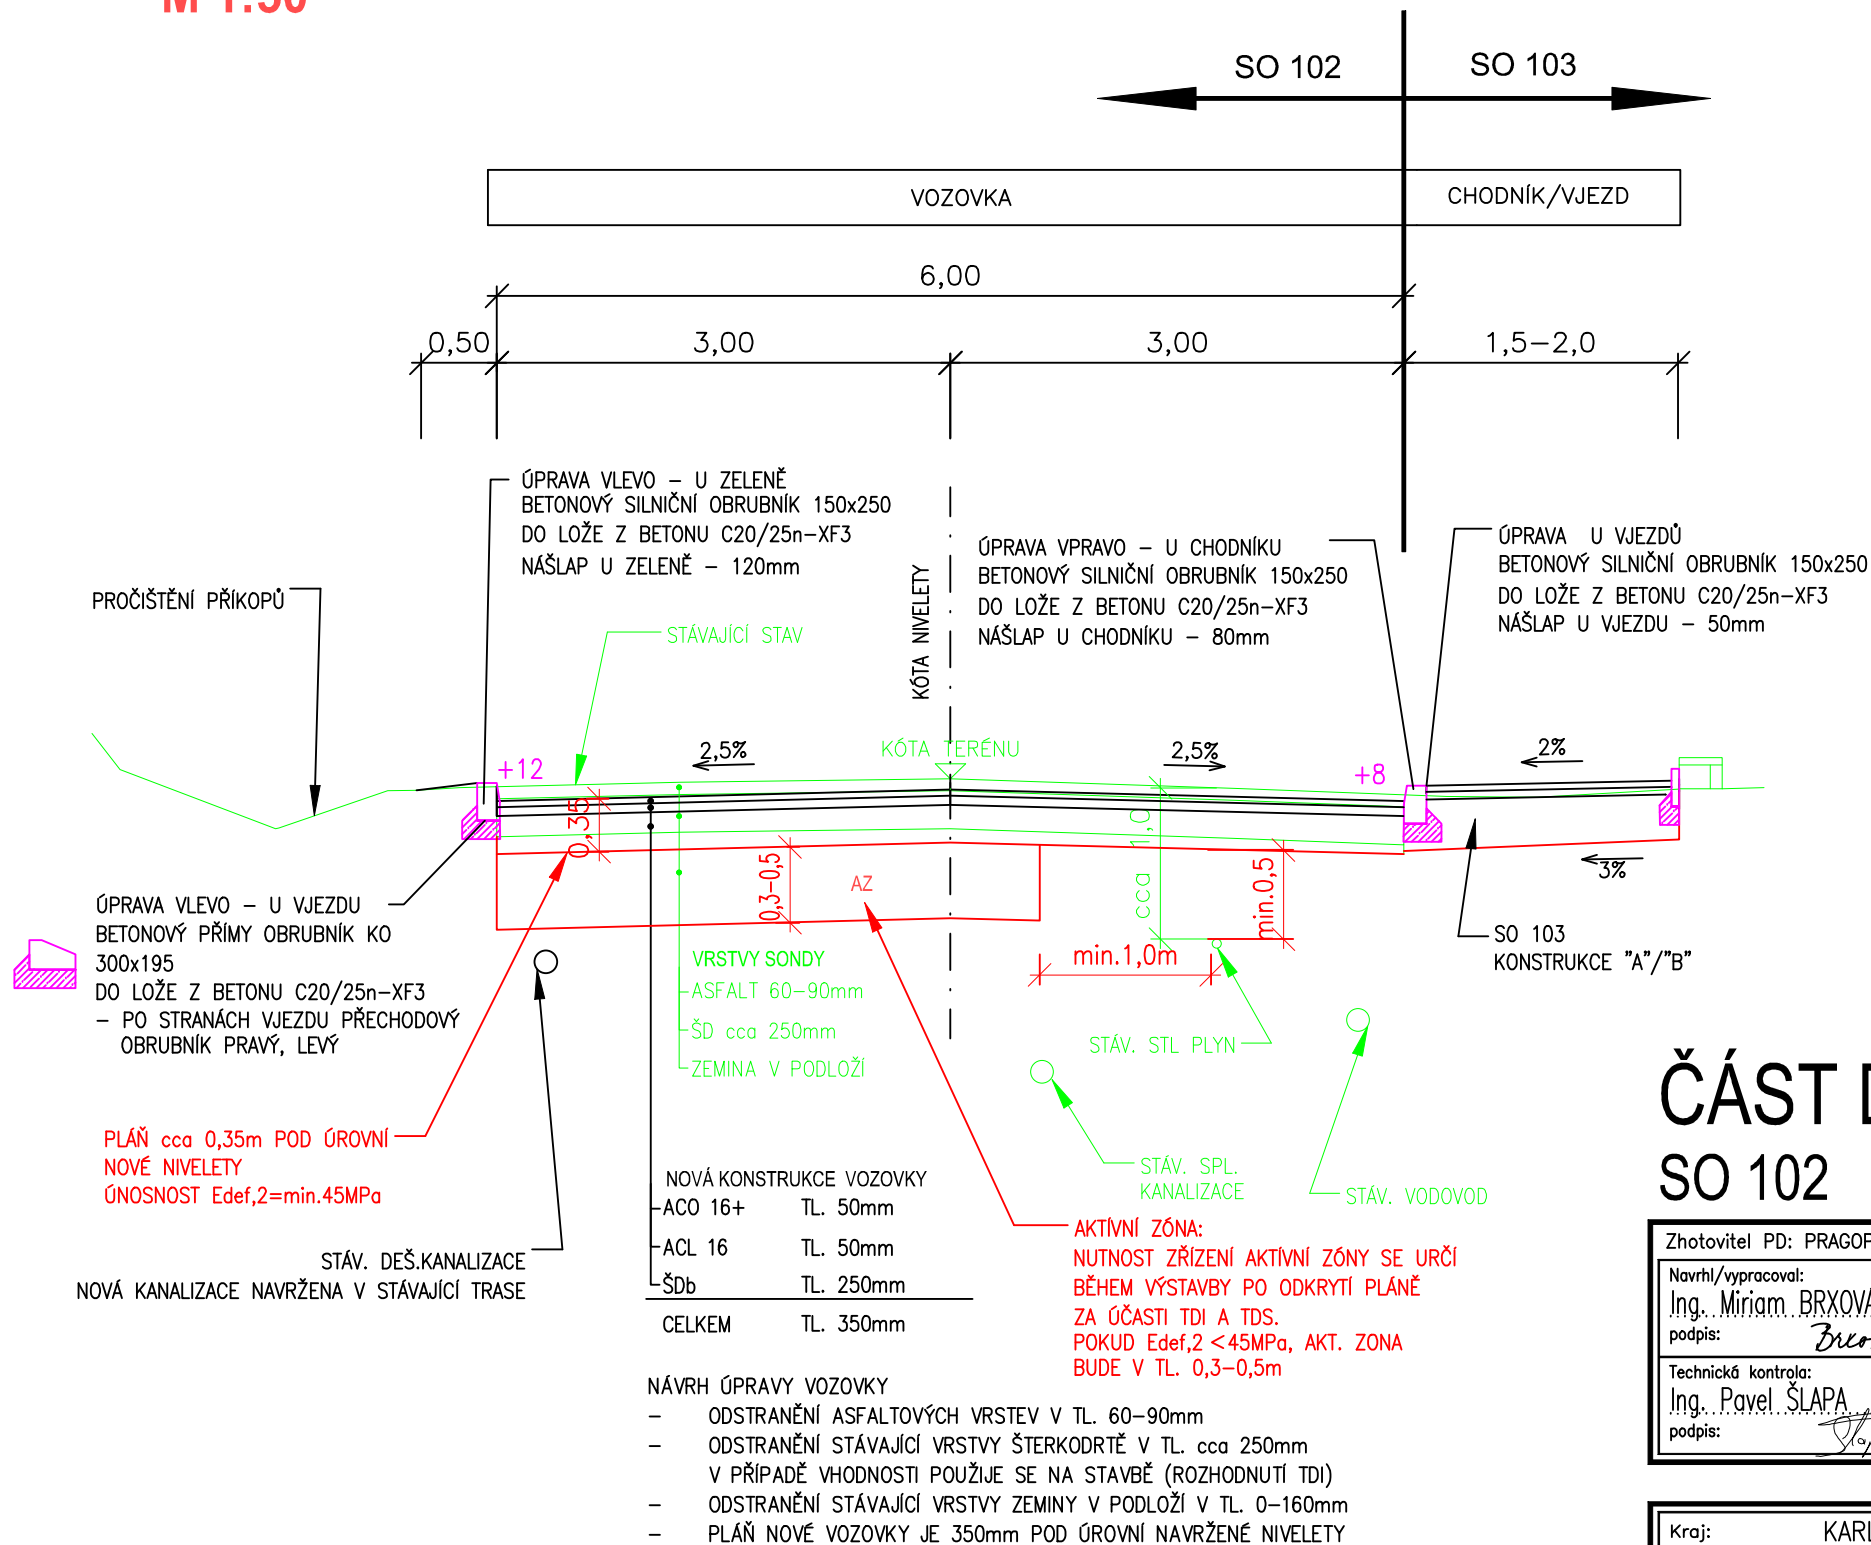 M 1:50
SO 102
SO 103
VOZOVKA
CHODNÍK/VJEZD
6,00
0,50
3,00
3,00
1,5–2,0
ÚPRAVA VLEVO – U ZELENĚ
BETONOVÝ SILNIČNÍ OBRUBNÍK 150x250
DO LOŽE Z BETONU C20/25n–XF3
NÁŠLAP U ZELENĚ – 120mm
KÓTA NIVELETY
ÚPRAVA VPRAVO – U CHODNÍKU
BETONOVÝ SILNIČNÍ OBRUBNÍK 150x250
DO LOŽE Z BETONU C20/25n–XF3
NÁŠLAP U CHODNÍKU – 80mm
ÚPRAVA U VJEZDŮ
BETONOVÝ SILNIČNÍ OBRUBNÍK 150x250
DO LOŽE Z BETONU C20/25n–XF3
NÁŠLAP U VJEZDU – 50mm
PROČIŠTĚNÍ PŘÍKOPŮ
STÁVAJÍCÍ STAV
2,5%
KÓTA TERÉNU
2,5%
2%
+12
+8
0,35
0,3–0,5
AZ
cca 1,0
min.0,5
3%
ÚPRAVA VLEVO – U VJEZDU
BETONOVÝ PŘÍMY OBRUBNÍK KO
300x195
DO LOŽE Z BETONU C20/25n–XF3
– PO STRANÁCH VJEZDU PŘECHODOVÝ
OBRUBNÍK PRAVÝ, LEVÝ
VRSTVY SONDY
ASFALT 60–90mm
ŠD cca 250mm
ZEMINA V PODLOŽÍ
min.1,0m
SO 103
KONSTRUKCE "A"/"B"
STÁV. STL PLYN
STÁV. SPL.
KANALIZACE
STÁV. VODOVOD
PLÁŇ cca 0,35m POD ÚROVNÍ
NOVÉ NIVELETY
ÚNOSNOST Edef,2=min.45MPa
STÁV. DEŠ.KANALIZACE
NOVÁ KANALIZACE NAVRŽENA V STÁVAJÍCÍ TRASE
NOVÁ KONSTRUKCE VOZOVKY
ACO 16+ TL. 50mm
ACL 16 TL. 50mm
ŠDb TL. 250mm
CELKEM TL. 350mm
AKTÍVNÍ ZÓNA:
NUTNOST ZŘÍZENÍ AKTÍVNÍ ZÓNY SE URČÍ
BĚHEM VÝSTAVBY PO ODKRYTÍ PLÁNĚ
ZA ÚČASTI TDI A TDS.
POKUD Edef,2 <45MPa, AKT. ZONA
BUDE V TL. 0,3–0,5m
NÁVRH ÚPRAVY VOZOVKY
– ODSTRANĚNÍ ASFALTOVÝCH VRSTEV V TL. 60–90mm
– ODSTRANĚNÍ STÁVAJÍCÍ VRSTVY ŠTERKODRTĚ V TL. cca 250mm
V PŘÍPADĚ VHODNOSTI POUŽIJE SE NA STAVBĚ (ROZHODNUTÍ TDI)
– ODSTRANĚNÍ STÁVAJÍCÍ VRSTVY ZEMINY V PODLOŽÍ V TL. 0–160mm
– PLÁŇ NOVÉ VOZOVKY JE 350mm POD ÚROVNÍ NAVRŽENÉ NIVELETY
ČÁST
SO 102
Zhotovitel PD: PRAGOP
Navrhl/vypracoval:
Ing. Miriam BRXOVÁ
podpis:
Technická kontrola:
Ing. Pavel ŠLAPA
podpis:
Kraj: KARL